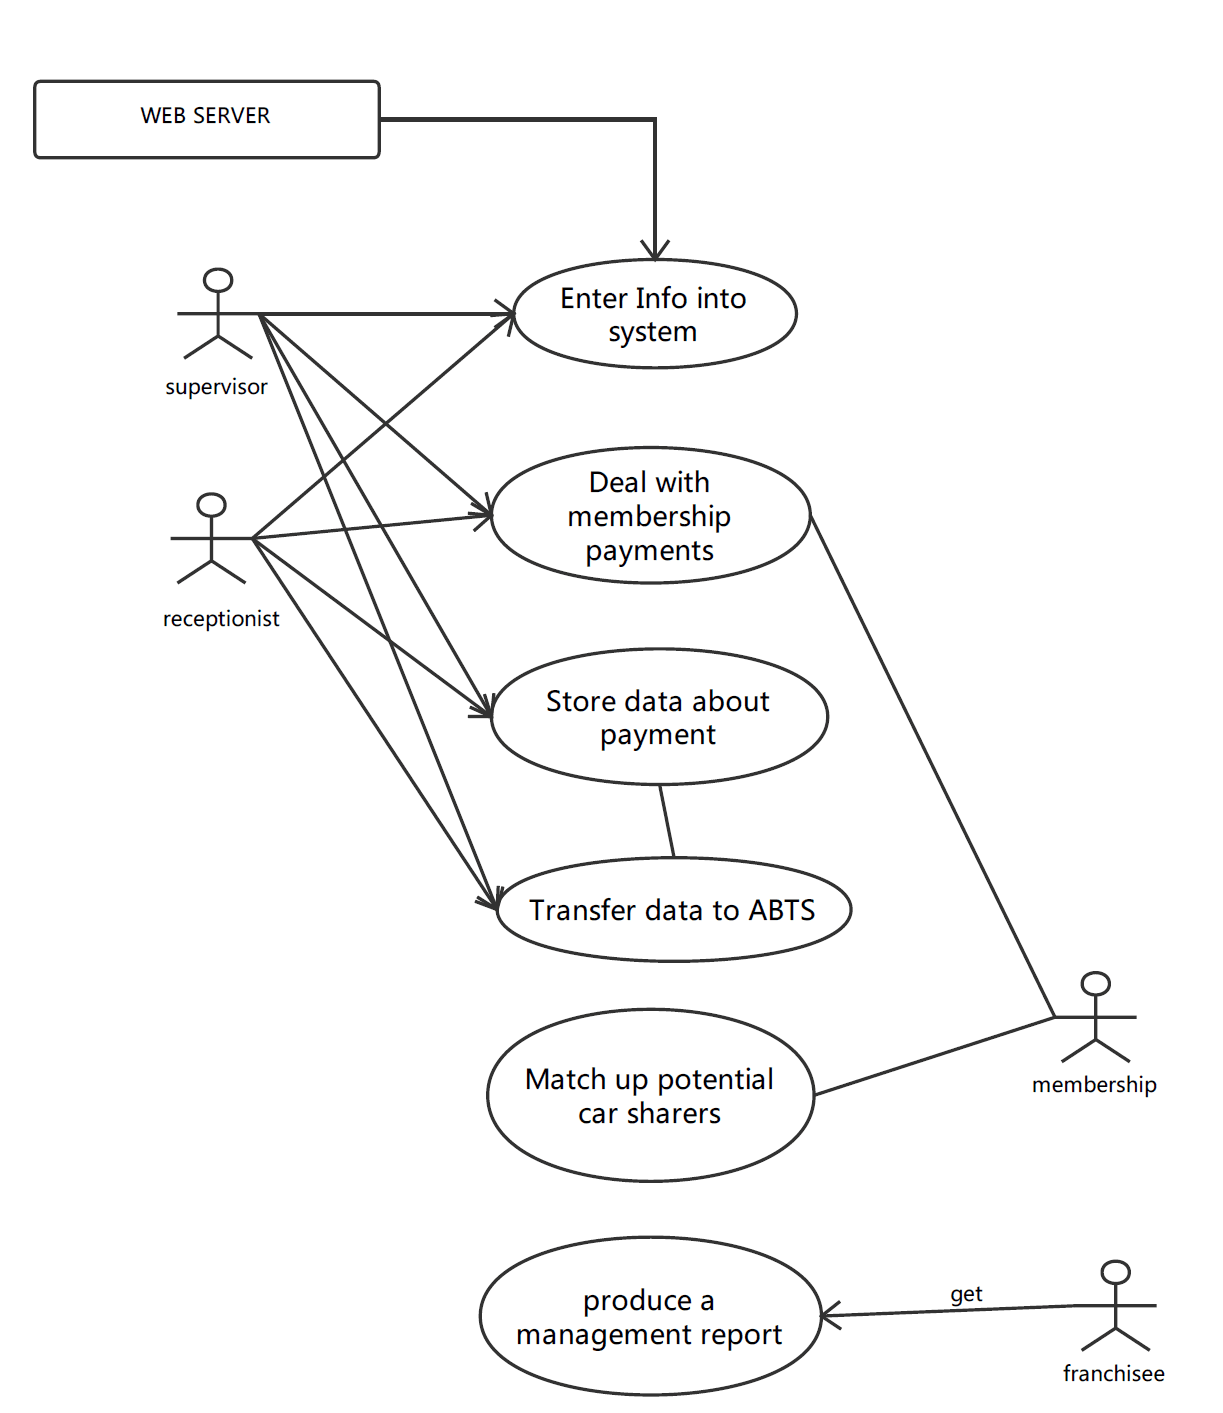 WEB SERVER
Enter Info into
system
supervisor
Deal with
membership
payments
receptionist
Store data about
payment
Transfer data to ABTS
Match up potential
car sharers
membership
produce a
management report
get
franchisee